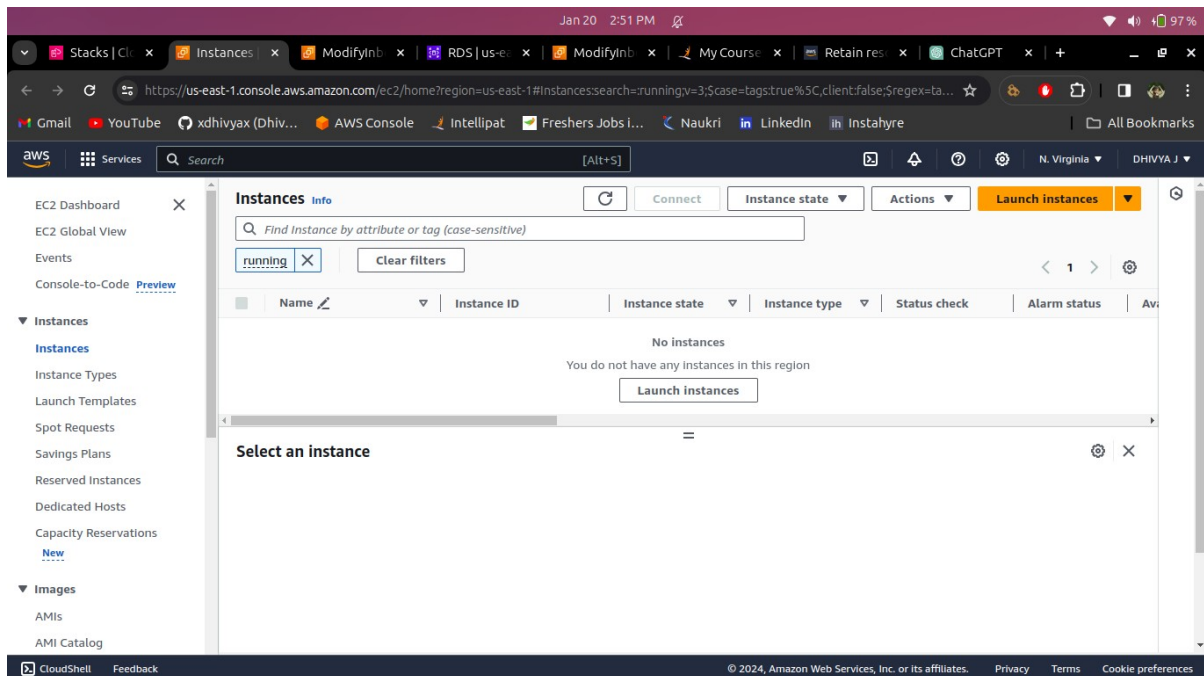 Jan 20 2:51 PM
97 %
Stacks | Clo
Instances |
ModifyInb
RDS | us-ea
ModifyInb
My Course
Retain res
ChatGPT
https://us-east-1.console.aws.amazon.com/ec2/home?region=us-east-1#Instances:search=:running;v=3;$case=tags:true%5C,client:false;$regex=ta...
Gmail YouTube xdhivyax (Dhiv... AWS Console Intellipat Freshers Jobs i... Naukri LinkedIn ih Instahyre All Bookmarks
aws Services Search [Alt+S] N. Virginia DHIVYA J
EC2 Dashboard
EC2 Global View
Events
Console-to-Code Preview
Instances
Instances
Instance Types
Launch Templates
Spot Requests
Savings Plans
Reserved Instances
Dedicated Hosts
Capacity Reservations
New
Images
AMIs
AMI Catalog
Instances Info Connect Instance state Actions Launch instances
Find Instance by attribute or tag (case-sensitive)
running Clear filters
1
Name Instance ID Instance state Instance type Status check Alarm status Ava
No instances
You do not have any instances in this region
Launch instances
Select an instance
CloudShell Feedback © 2024, Amazon Web Services, Inc. or its affiliates. Privacy Terms Cookie preferences